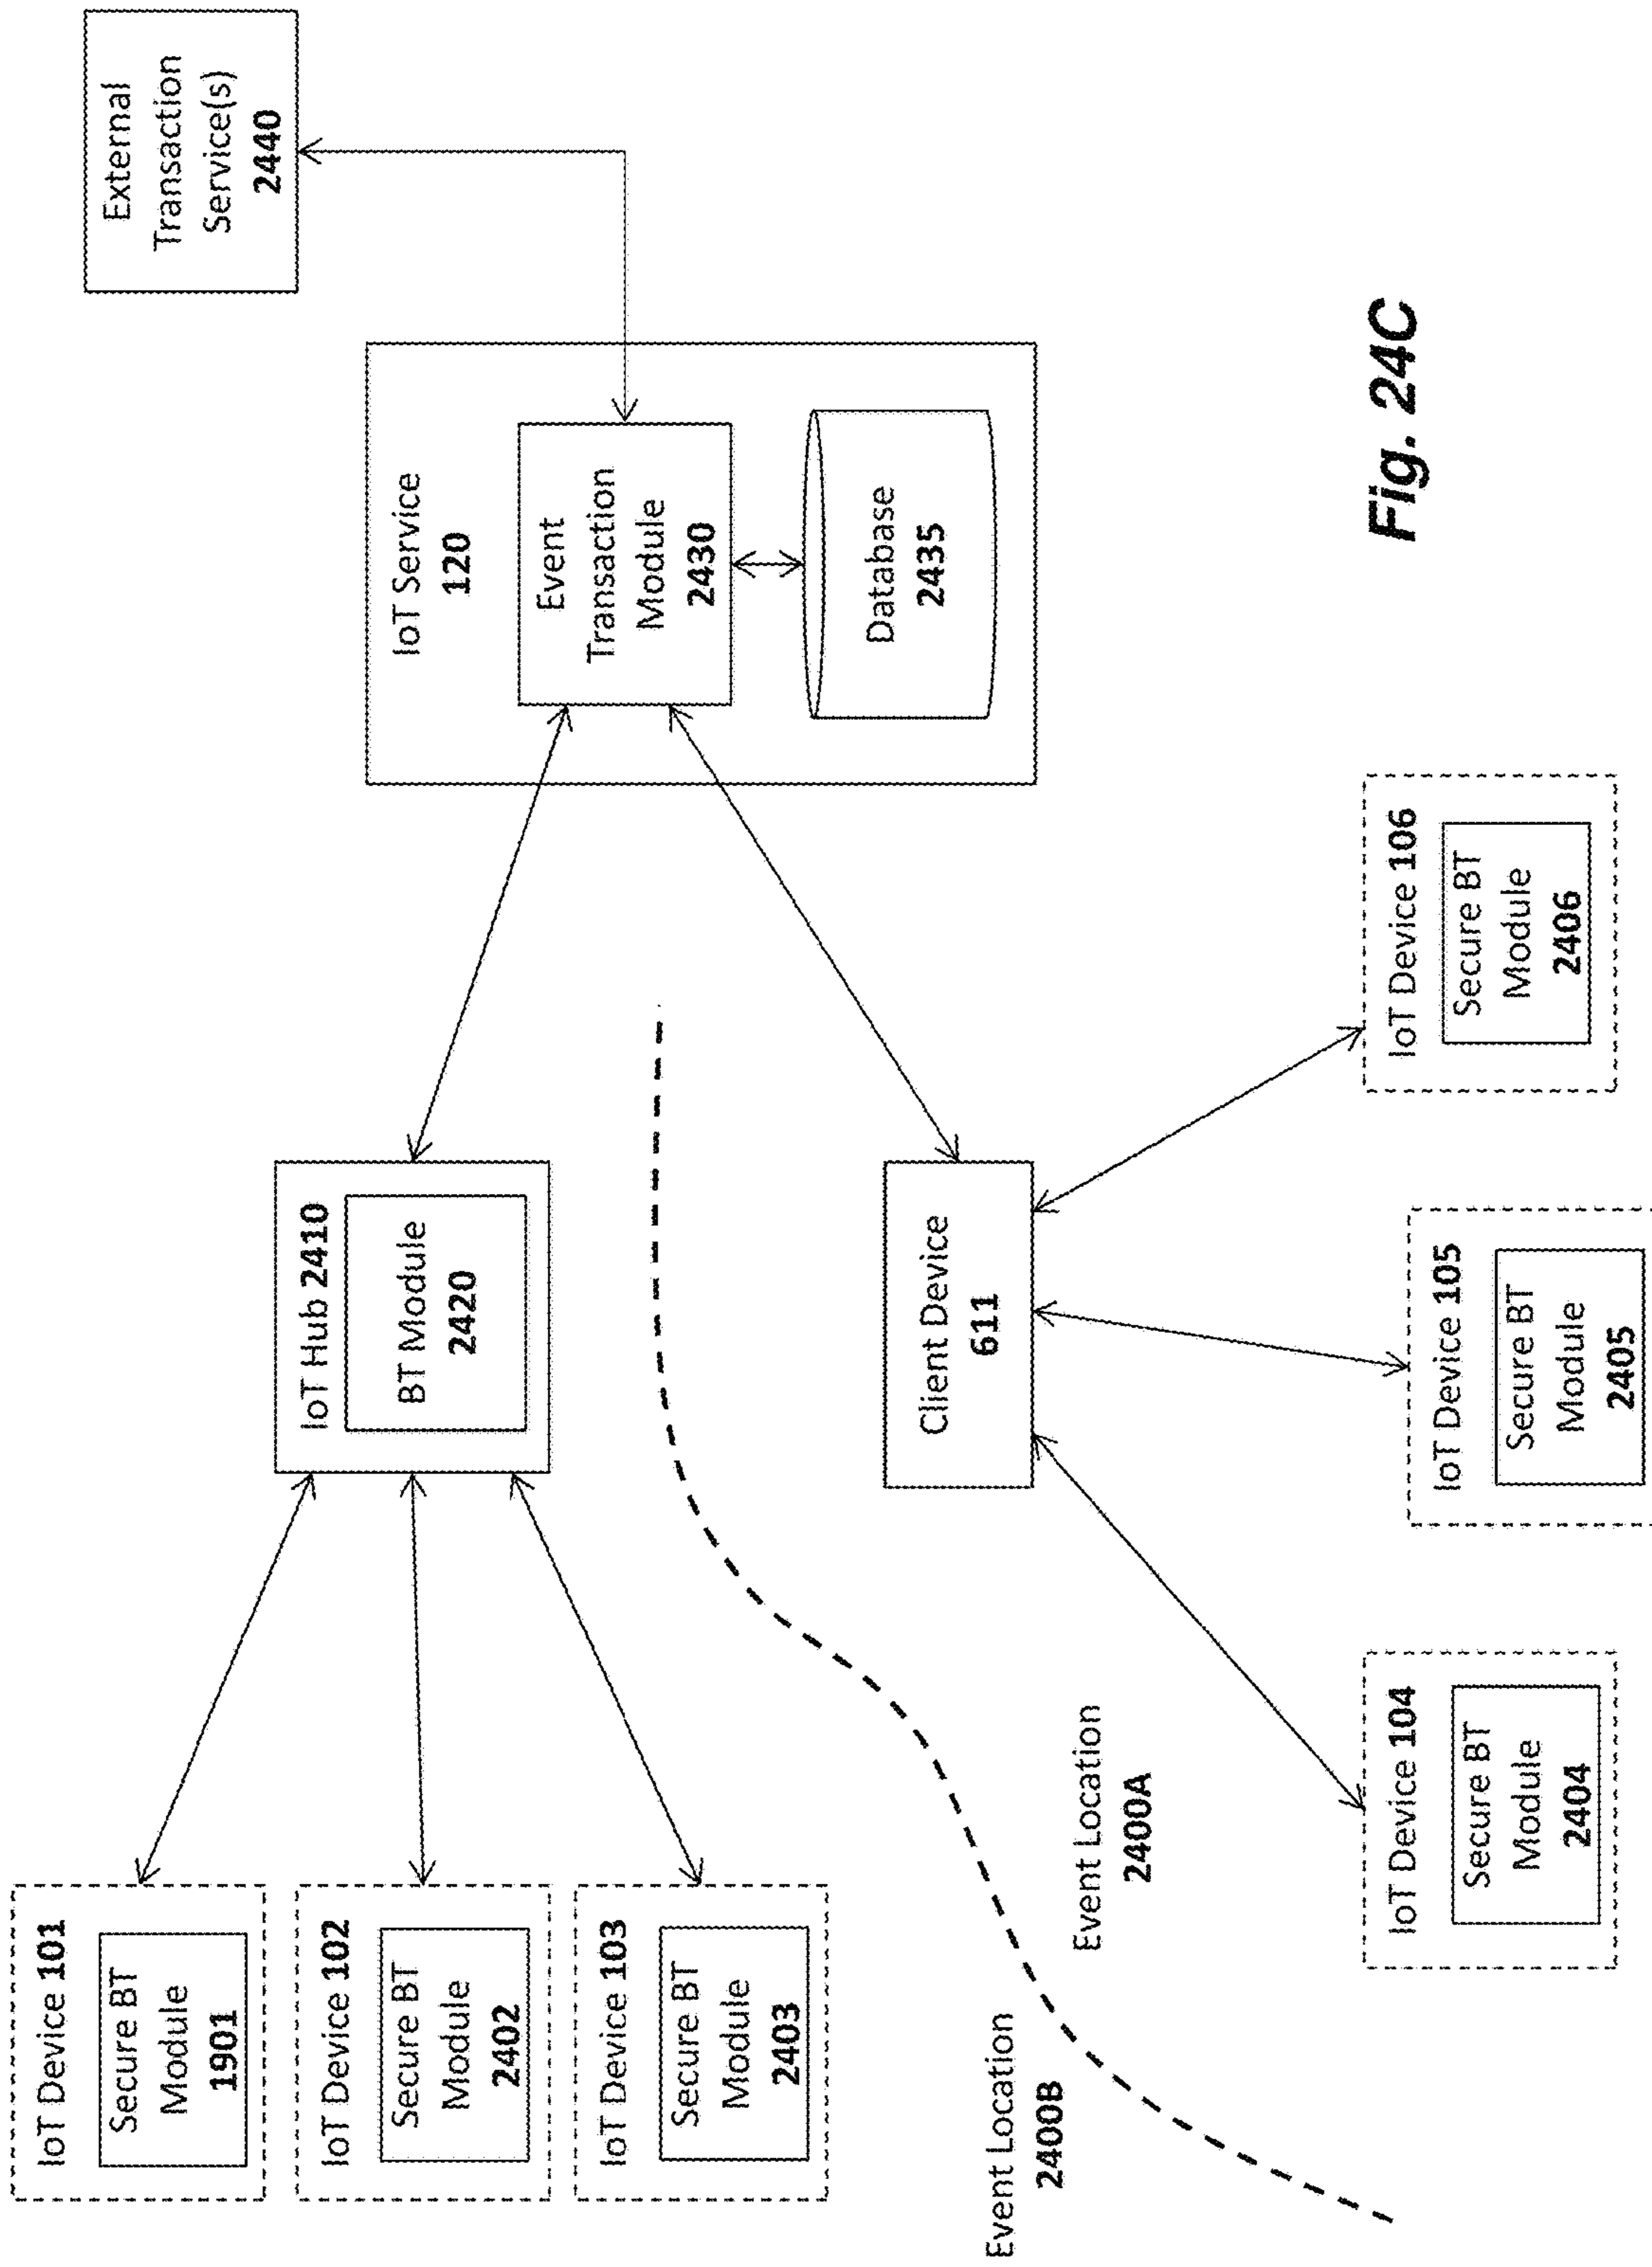 IoT Device 101
Secure BT
Module
1901
IoT Device 102
Secure BT
Module
2402
IoT Device 103
Secure BT
Module
2403
IoT Hub 2410
BT Module
2420
External
Transaction
Service(s)
2440
IoT Service
120
Event
Transaction
Module
2430
Database
2435
Event Location
2400B
Event Location
2400A
Client Device
611
IoT Device 104
Secure BT
Module
2404
IoT Device 105
Secure BT
Module
2405
IoT Device 106
Secure BT
Module
2406
Fig. 24C